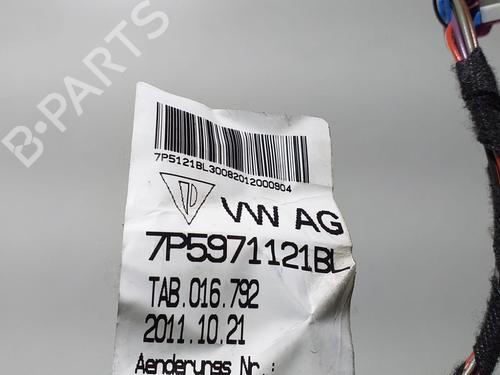 B-PARTS
7P5121BL30082012000904
VW AG
7P5971121BL
TAB.016.792
2011.10.21
Aenderungs Nr.: